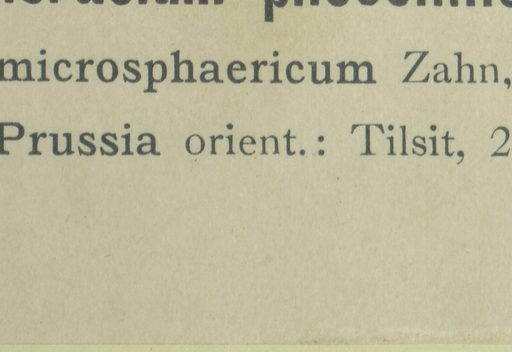 microsphaericum Zahn,
Prussia orient.: Tilsit, 2